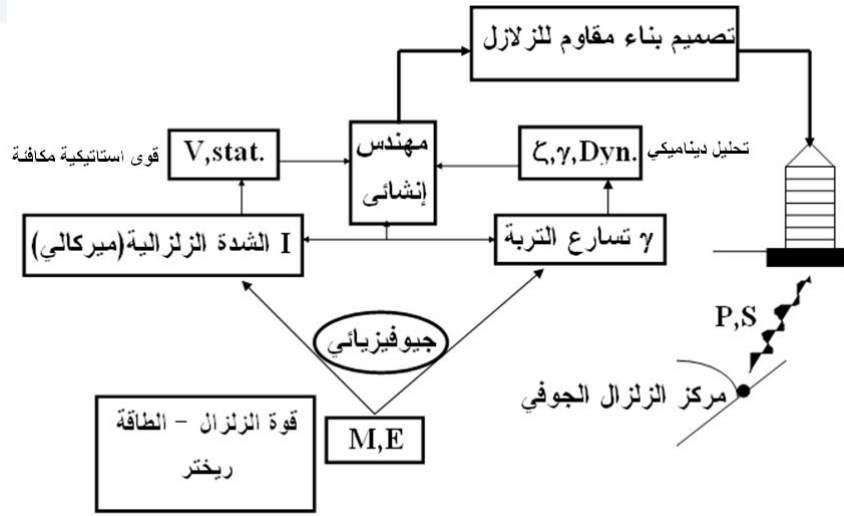 تصميم بناء مقاوم للزلازل
مهندس
إنشائى
تحليل ديناميكي
ζ,γ,Dyn.
V,stat.
قوى استاتيكية مكافئة
γ تسارع التربة
I الشدة الزلزالية(ميركالي)
P,S
جيوفيزيائي
مركز الزلزال الجوفي
M,E
قوة الزلزال - الطاقة
ريختر